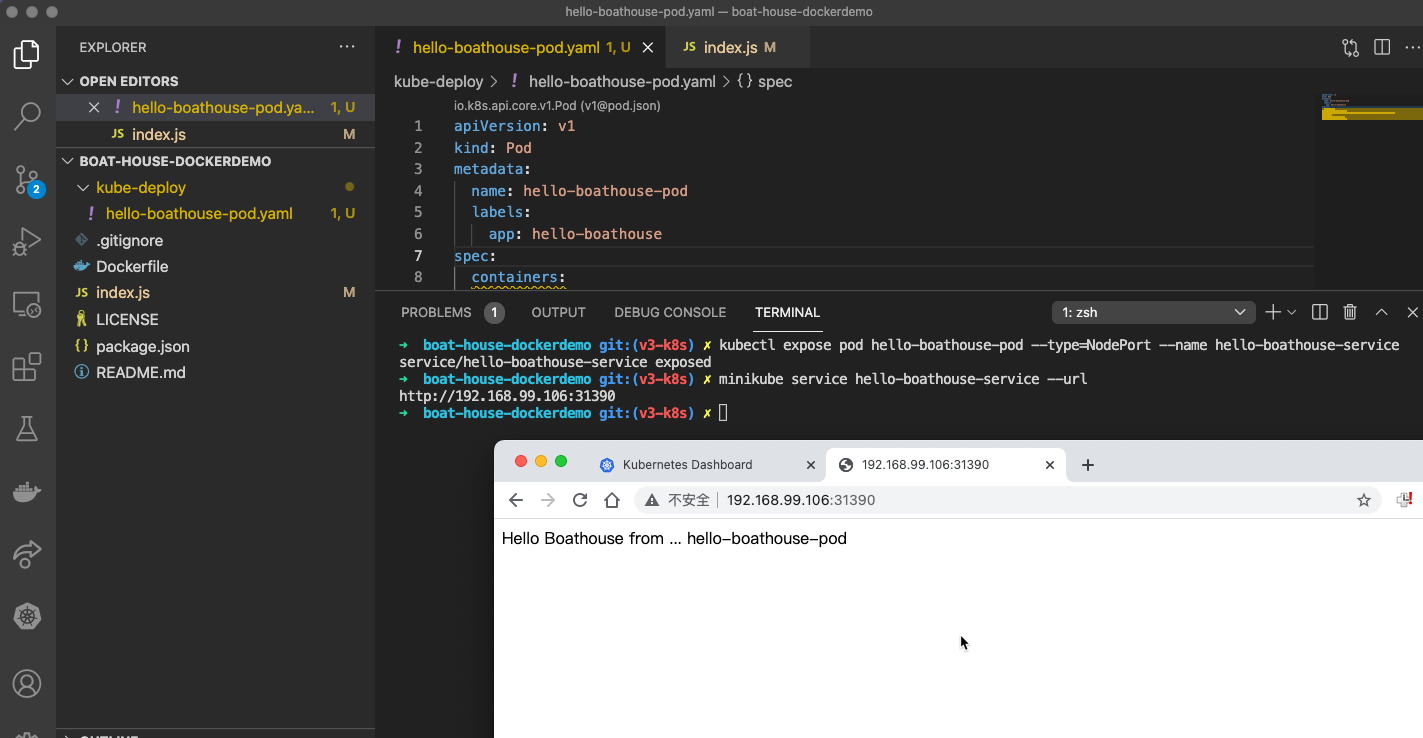 hello-boathouse-pod.yaml — boat-house-dockerdemo
EXPLORER
OPEN EDITORS
hello-boathouse-pod.ya... 1, U
JS index.js M
BOAT-HOUSE-DOCKERDEMO
kube-deploy
! hello-boathouse-pod.yaml 1, U
.gitignore
Dockerfile
JS index.js M
LICENSE
{} package.json
README.md
2
! hello-boathouse-pod.yaml 1, U
JS index.js M
kube-deploy > ! hello-boathouse-pod.yaml > {} spec
io.k8s.api.core.v1.Pod (v1@pod.json)
1 apiVersion: v1
2 kind: Pod
3 metadata:
4 name: hello-boathouse-pod
5 labels:
6 app: hello-boathouse
7 spec:
8 containers:
PROBLEMS 1 OUTPUT DEBUG CONSOLE TERMINAL 1: zsh
➜ boat-house-dockerdemo git:(v3-k8s) ✗ kubectl expose pod hello-boathouse-pod --type=NodePort --name hello-boathouse-service
service/hello-boathouse-service exposed
➜ boat-house-dockerdemo git:(v3-k8s) ✗ minikube service hello-boathouse-service --url
http://192.168.99.106:31390
➜ boat-house-dockerdemo git:(v3-k8s) ✗
Kubernetes Dashboard
192.168.99.106:31390
不安全 192.168.99.106:31390
Hello Boathouse from ... hello-boathouse-pod